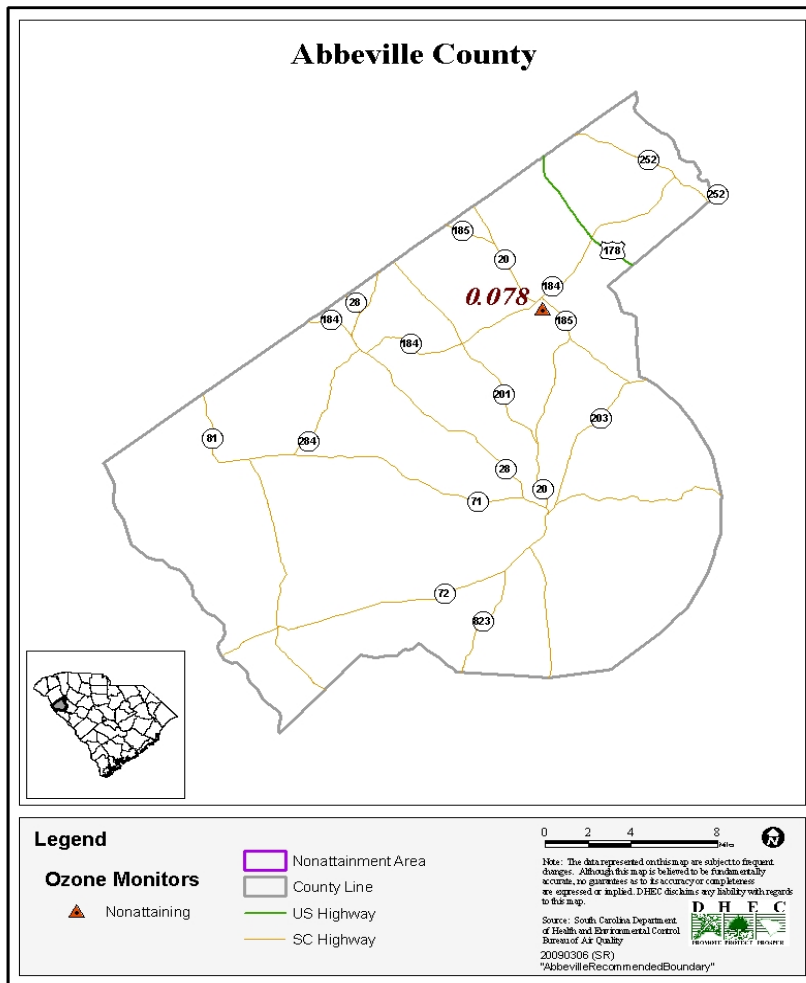 Abbeville County
252
252
185
178
20
184
0.078
28
184
185
184
201
203
81
284
28
20
71
72
823
Legend
Ozone Monitors
Nonattaining
Nonattainment Area
County Line
US Highway
SC Highway
0 2 4 8
Miles
N
Note: The data represented on this map are subject to frequent
changes. Although this map is believed to be fundamentally
accurate, no guarantees as to its accuracy or completeness
are expressed or implied. DHEC disclaims any liability with regards
to this map.
Source: South Carolina Department
of Health and Environmental Control
Bureau of Air Quality
20090306 (SR)
"AbbevilleRecommendedBoundary"
D H E C
PROMOTE PROTECT PROSPER